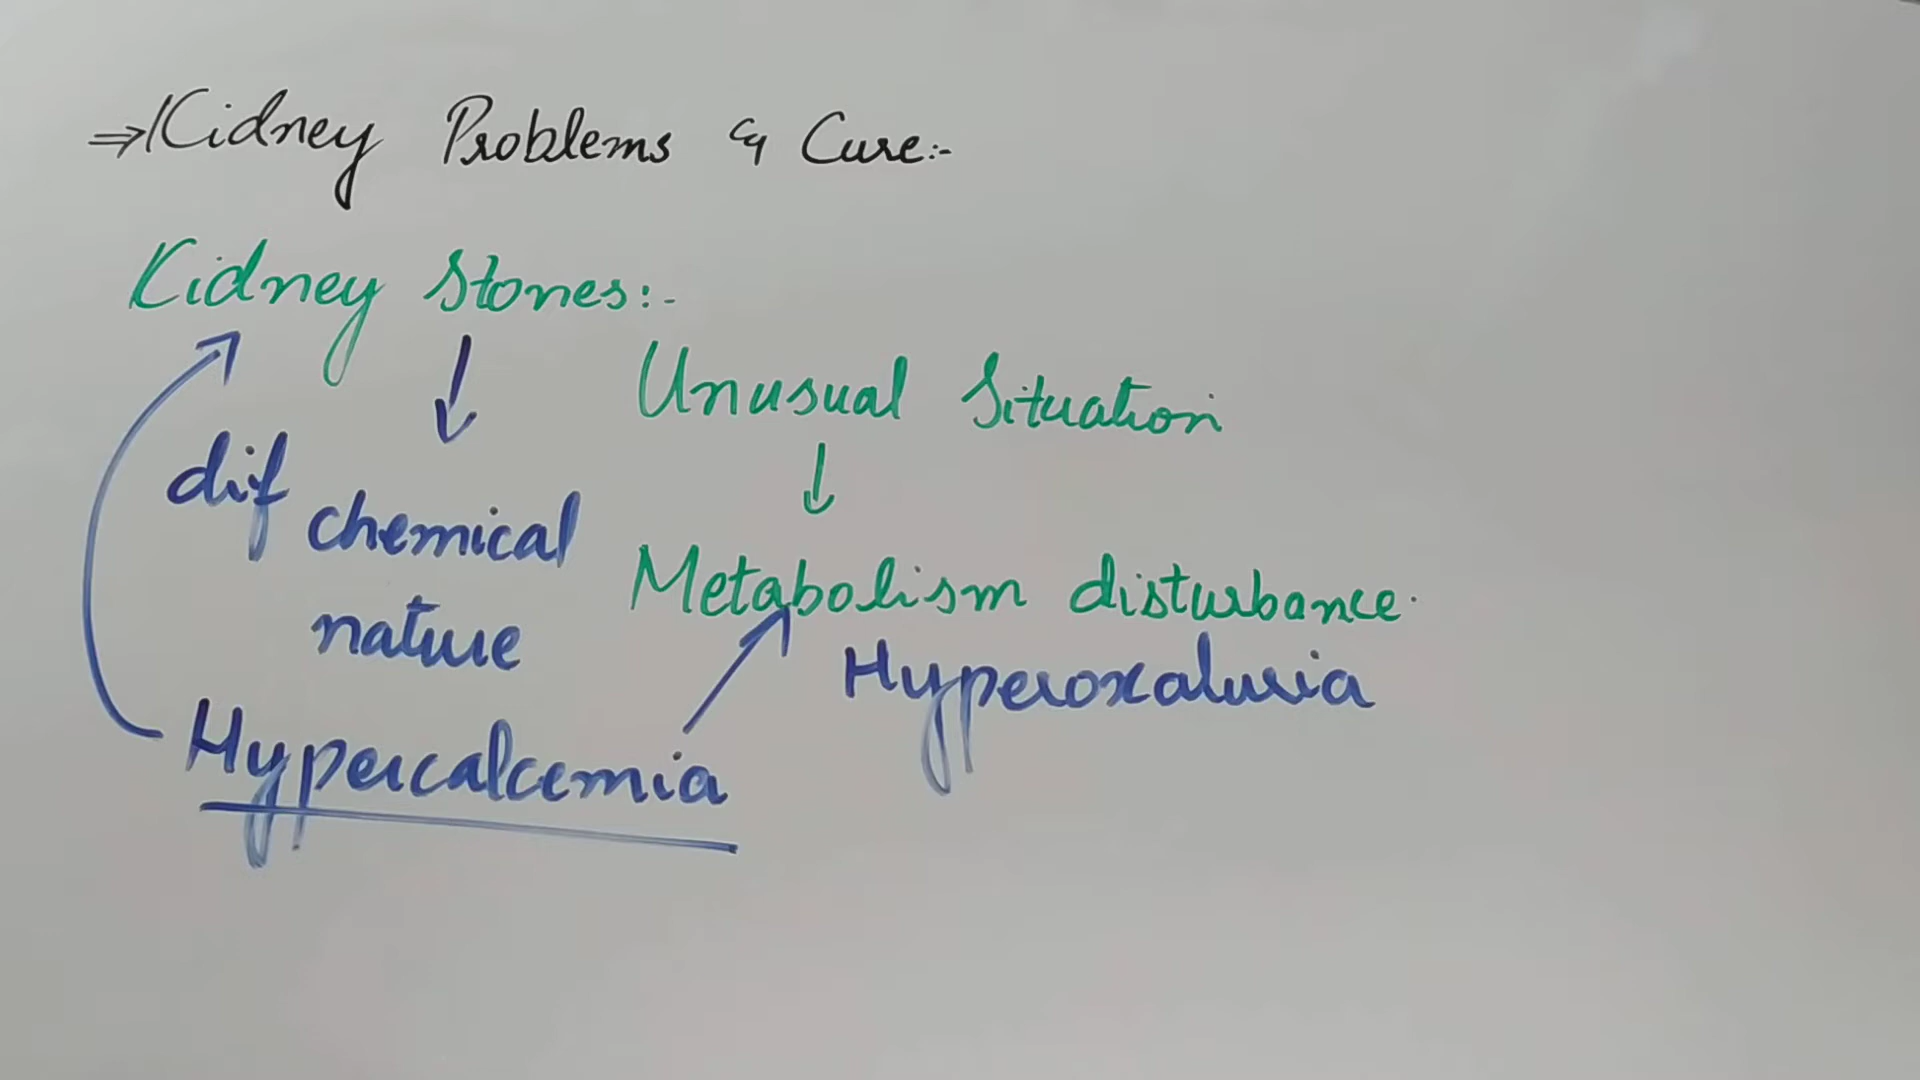 ⇒Kidney Problems & Cure:-
Kidney Stones:-
Unusual Situation
dif chemical
nature
Metabolism disturbance.
Hyperoxaluria
Hypercalcemia